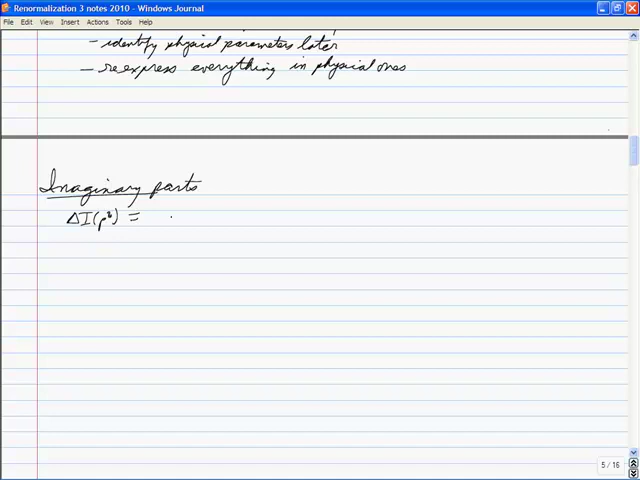 Renormalization 3 notes 2010 - Windows Journal
File Edit View Insert Actions Tools Help
- identify physical parameters later
- re express everything in physical ones
Imaginary parts
ΔI(p²) =
5 / 16